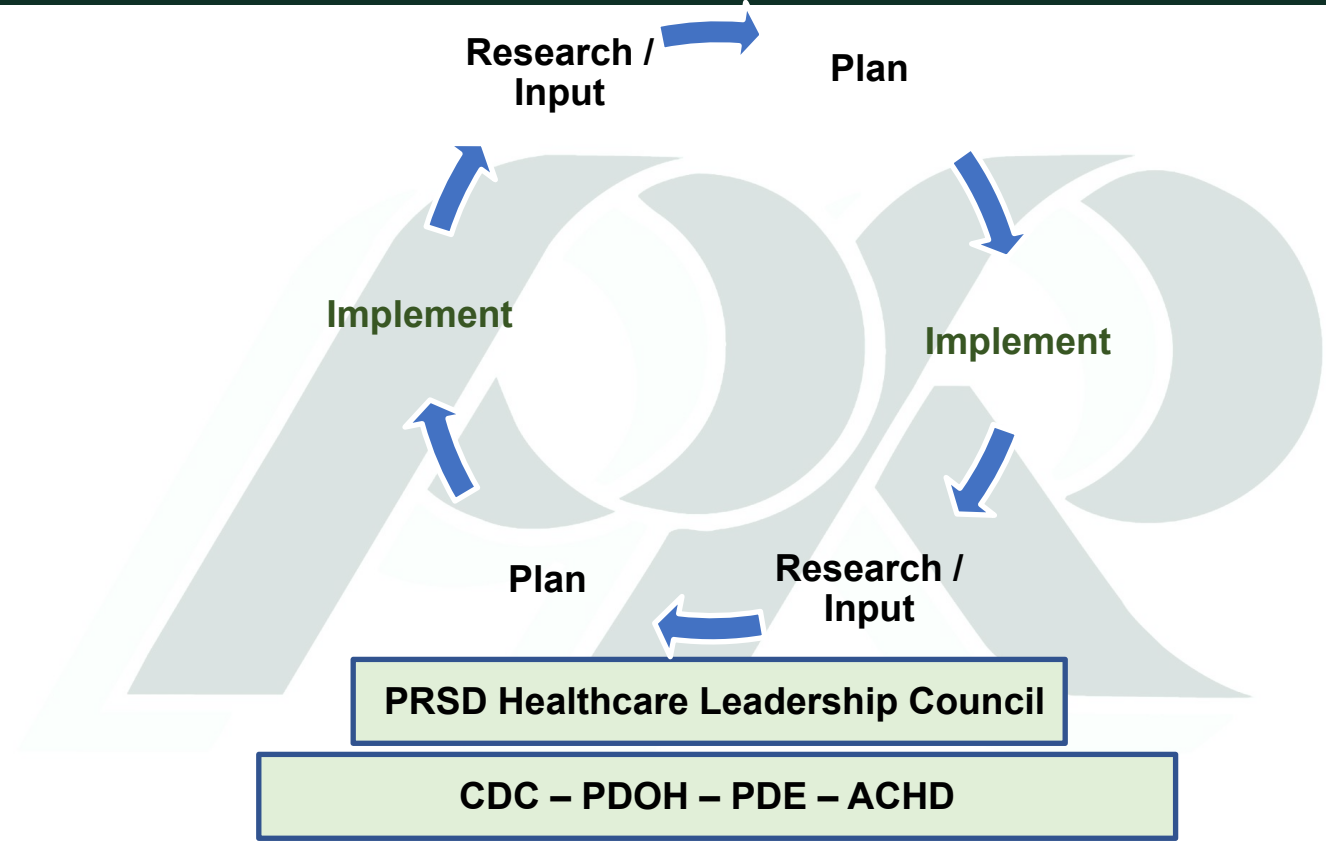 Research /
Input
Plan
Implement
Implement
Plan
Research /
Input
PRSD Healthcare Leadership Council
CDC – PDOH – PDE – ACHD